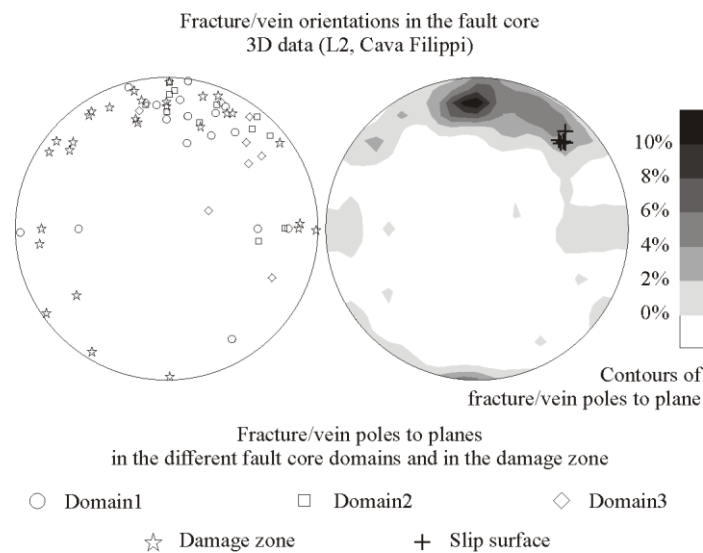 Fracture/vein orientations in the fault core
3D data (L2, Cava Filippi)
10%
8%
6%
4%
2%
0%
Contours of
fracture/vein poles to plane
Fracture/vein poles to planes
in the different fault core domains and in the damage zone
Domain1
Domain2
Domain3
Damage zone
Slip surface